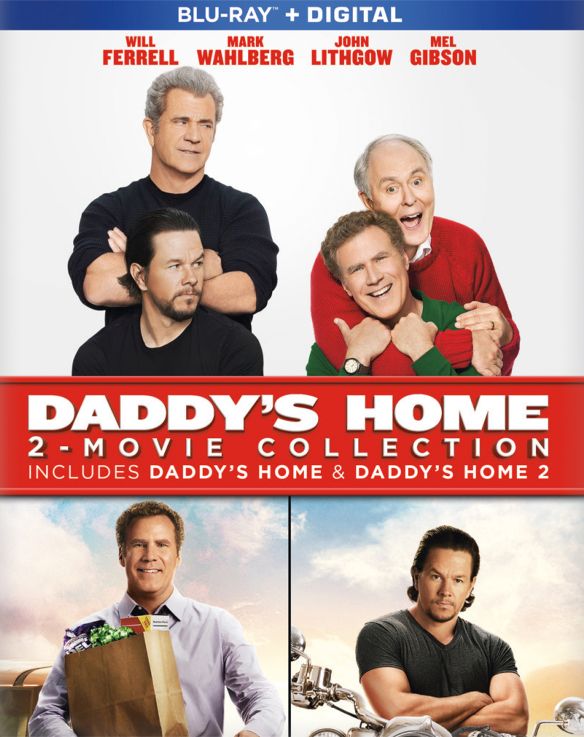 BLU-RAY™ + DIGITAL
WILL FERRELL
MARK WAHLBERG
JOHN LITHGOW
MEL GIBSON
DADDY'S HOME
2-MOVIE COLLECTION
INCLUDES DADDY'S HOME & DADDY'S HOME 2